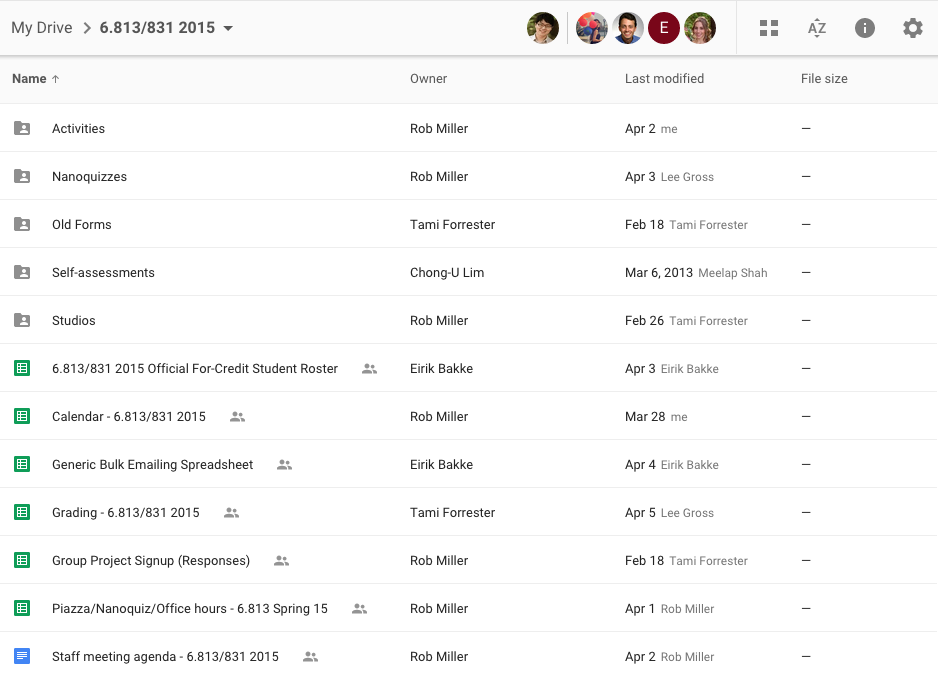 My Drive > 6.813/831 2015
E
AZ
Name ↑ Owner Last modified File size
Activities Rob Miller Apr 2 me —
Nanoquizzes Rob Miller Apr 3 Lee Gross —
Old Forms Tami Forrester Feb 18 Tami Forrester —
Self-assessments Chong-U Lim Mar 6, 2013 Meelap Shah —
Studios Rob Miller Feb 26 Tami Forrester —
6.813/831 2015 Official For-Credit Student Roster Eirik Bakke Apr 3 Eirik Bakke —
Calendar - 6.813/831 2015 Rob Miller Mar 28 me —
Generic Bulk Emailing Spreadsheet Eirik Bakke Apr 4 Eirik Bakke —
Grading - 6.813/831 2015 Tami Forrester Apr 5 Lee Gross —
Group Project Signup (Responses) Rob Miller Feb 18 Tami Forrester —
Piazza/Nanoquiz/Office hours - 6.813 Spring 15 Rob Miller Apr 1 Rob Miller —
Staff meeting agenda - 6.813/831 2015 Rob Miller Apr 2 Rob Miller —